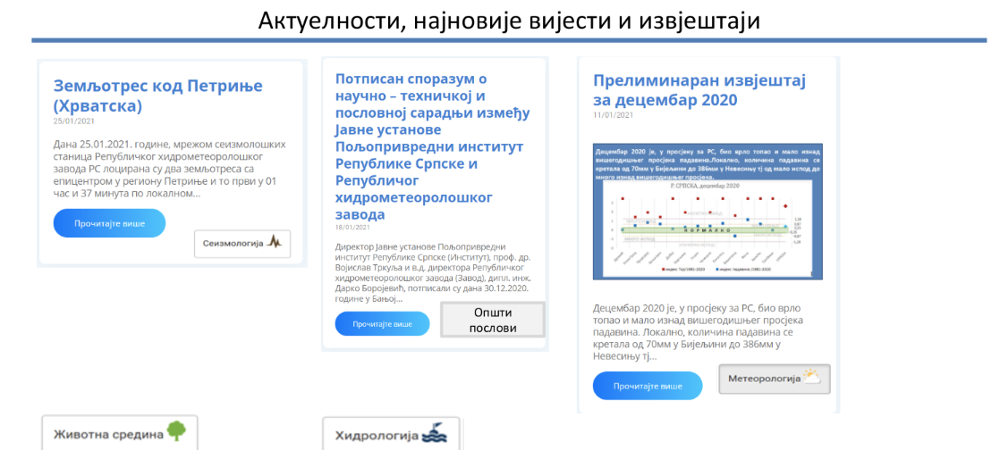 Актуелности, најновије вијести и извјештаји
Земљотрес код Петриње
(Хрватска)
25/01/2021
Дана 25.01.2021. године, мрежом сеизмолошких
станица Републичког хидрометеоролошког
завода РС лоцирана су два земљотреса са
епицентром у региону Петриње и то први у 01
час и 37 минута по локалном...
Прочитајте више
Сеизмологија
Потписан споразум о
научно – техничкој и
пословној сарадњи између
Јавне установе
Пољопривредни институт
Републике Српске и
Републичог
хидрометеоролошког
завода
18/01/2021
Директор Јавне установе Пољопривредни
институт Републике Српске (Институт), проф. др.
Војислав Тркуља и в.д. директора Републичког
хидрометеоролошког завода (Завод), дипл. инж.
Дарко Боројевић, потписали су дана 30.12.2020.
године у Бањој...
Прочитајте више
Општи
послови
Прелиминаран извјештај
за децембар 2020
11/01/2021
Децембар 2020 је, у просјеку за РС, био врло топао и мало изнад
вишегодишњег просјека падавина.Локално, количина падавина се
кретала од 70мм у Бијељини до 386мм у Невесињу тј од мало испод до
много изнад вишегодишњег просјека.
Р. СРПСКА, децембар 2020
НОРМАЛНО
Децембар 2020 је, у просјеку за РС, био врло
топао и мало изнад вишегодишњег просјека
падавина. Локално, количина падавина се
кретала од 70мм у Бијељини до 386мм у
Невесињу тј...
Прочитајте више
Метеорологија
Животна средина
Хидрологија